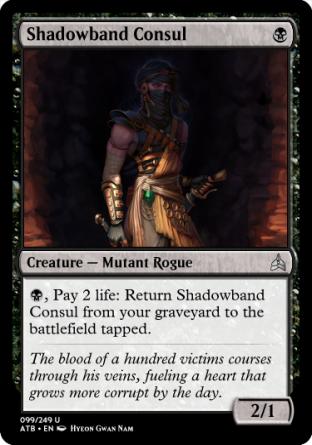 Shadowband Consul
Creature — Mutant Rogue
, Pay 2 life: Return Shadowband
Consul from your graveyard to the
battlefield tapped.
The blood of a hundred victims courses
through his veins, fueling a heart that
grows more corrupt by the day.
2/1
099/249 U
ATB • EN Hyeon Gwan Nam